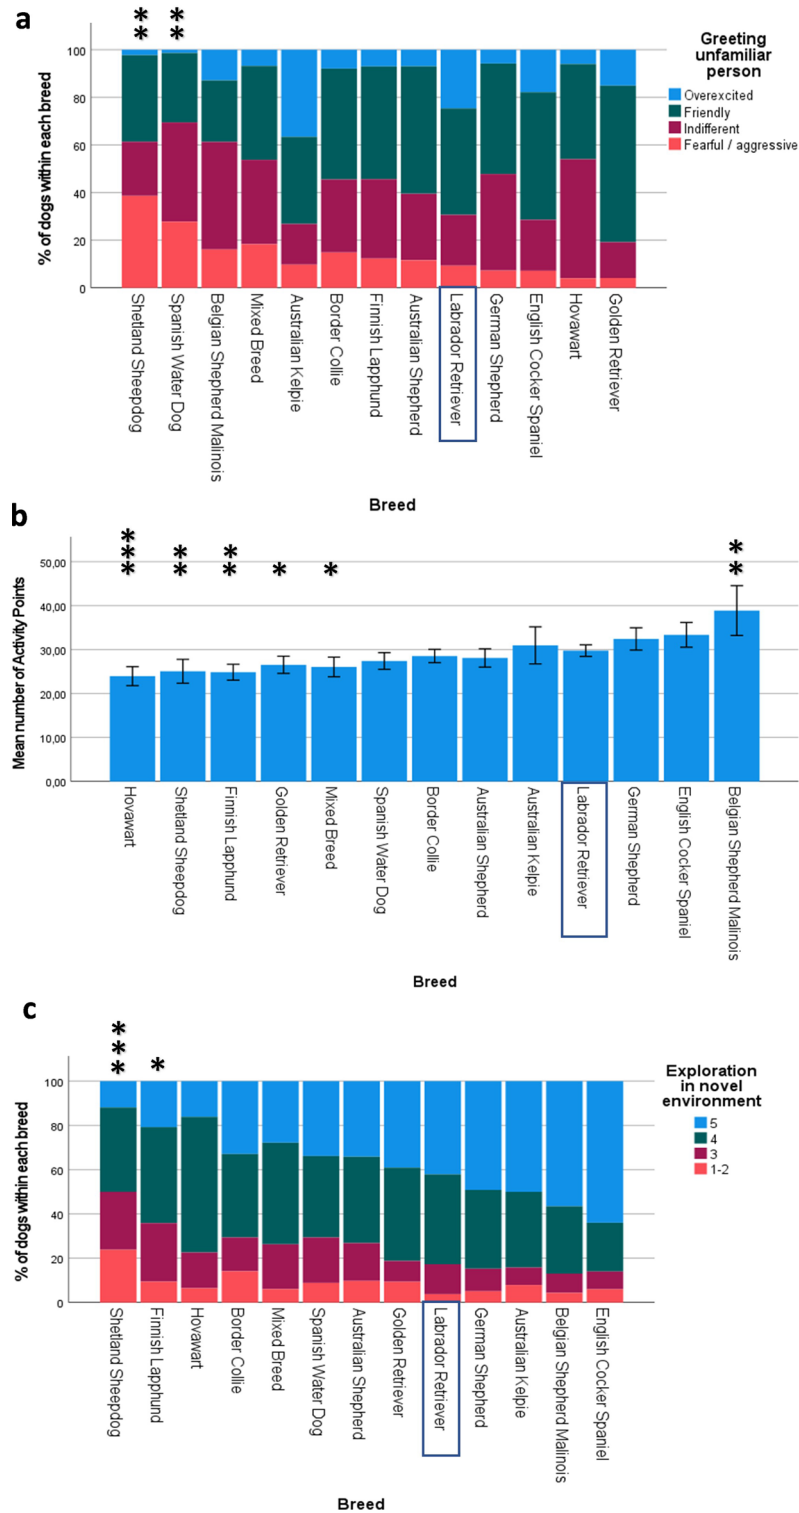 a
**
**
Greeting
unfamiliar
person
Overexcited
Friendly
Indifferent
Fearful / aggressive
% of dogs within each breed
100
80
60
40
20
0
Shetland Sheepdog
Spanish Water Dog
Belgian Shepherd Malinois
Mixed Breed
Australian Kelpie
Border Collie
Finnish Lapphund
Australian Shepherd
Labrador Retriever
German Shepherd
English Cocker Spaniel
Hovawart
Golden Retriever
Breed
b
***
**
**
*
*
**
Mean number of Activity Points
50,00
40,00
30,00
20,00
10,00
0,00
Hovawart
Shetland Sheepdog
Finnish Lapphund
Golden Retriever
Mixed Breed
Spanish Water Dog
Border Collie
Australian Shepherd
Australian Kelpie
Labrador Retriever
German Shepherd
English Cocker Spaniel
Belgian Shepherd Malinois
Breed
c
***
*
Exploration
in novel
environment
5
4
3
1-2
% of dogs within each breed
100
80
60
40
20
0
Shetland Sheepdog
Finnish Lapphund
Hovawart
Border Collie
Mixed Breed
Spanish Water Dog
Australian Shepherd
Golden Retriever
Labrador Retriever
German Shepherd
Australian Kelpie
Belgian Shepherd Malinois
English Cocker Spaniel
Breed